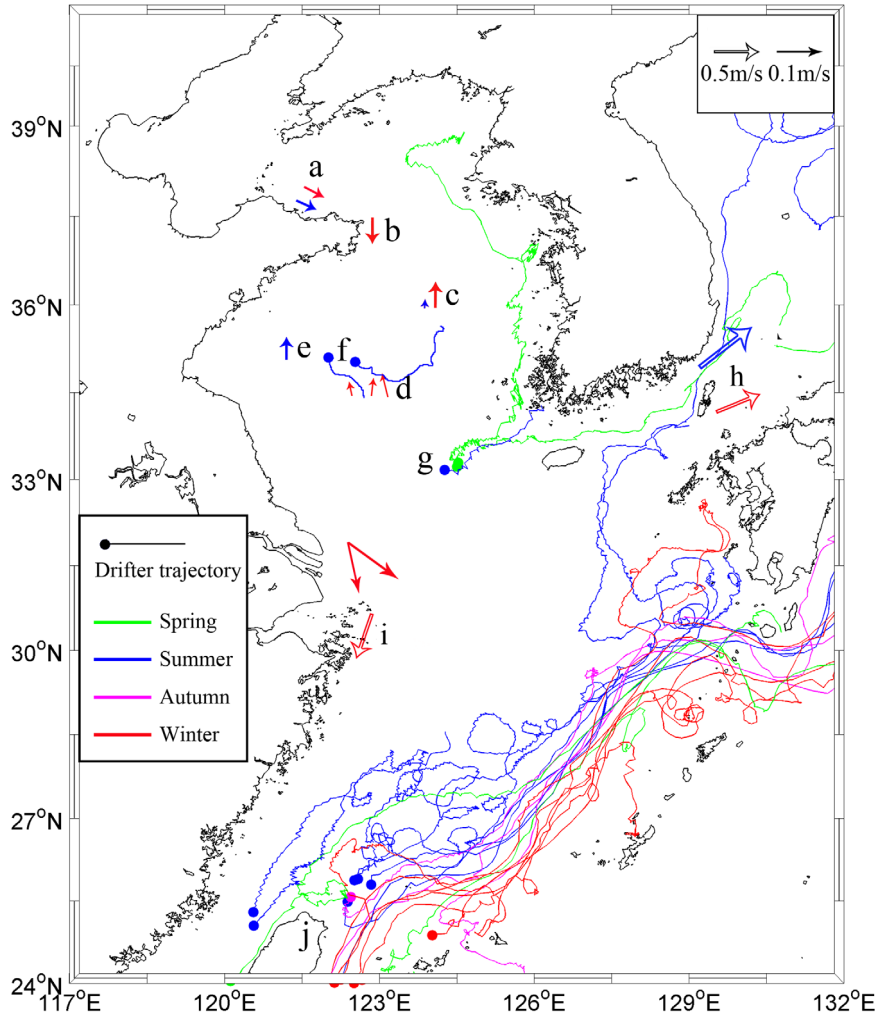 0.5m/s 0.1m/s
39°N
a
b
c
36°N
e
f
d
h
g
33°N
Drifter trajectory
Spring
Summer
Autumn
Winter
i
30°N
27°N
j
24°N
117°E 120°E 123°E 126°E 129°E 132°E